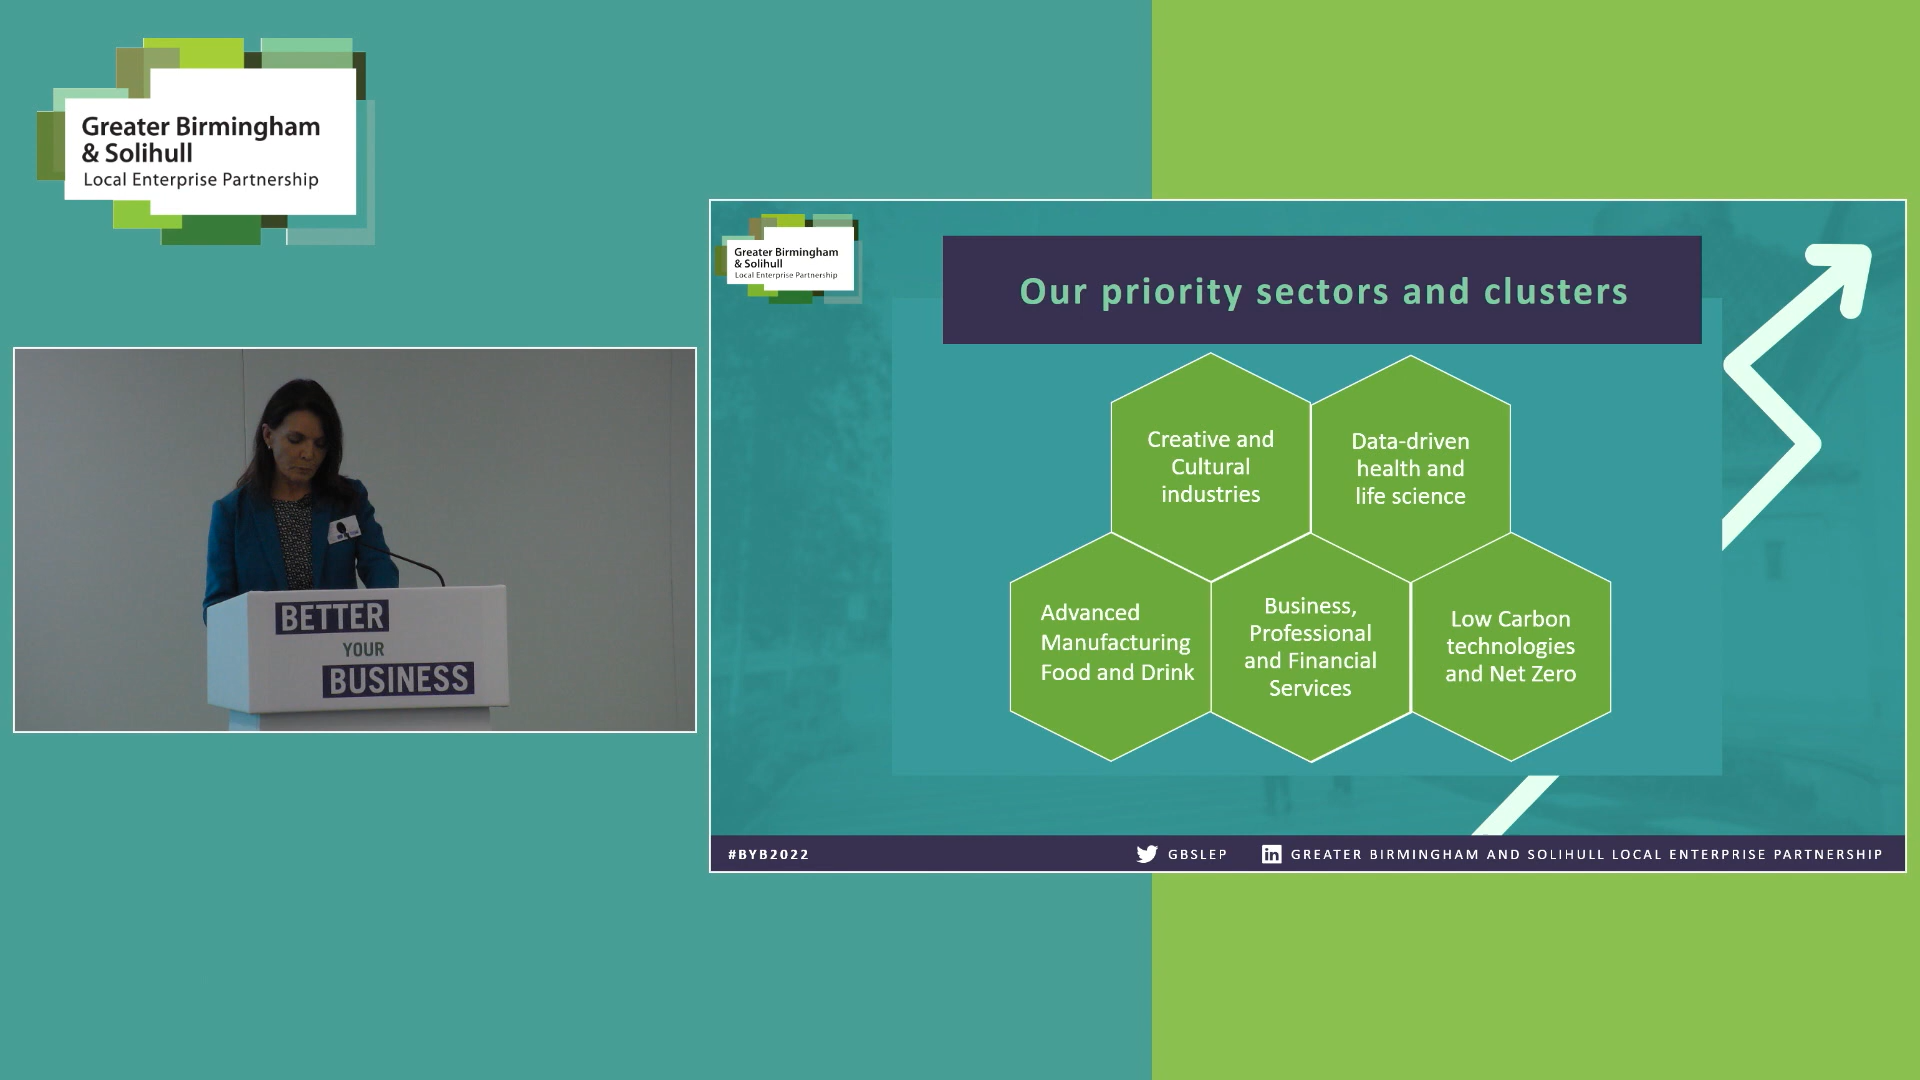 Greater Birmingham
& Solihull
Local Enterprise Partnership
BETTER
YOUR
BUSINESS
Greater Birmingham
& Solihull
Local Enterprise Partnership
Our priority sectors and clusters
Creative and
Cultural
industries
Data-driven
health and
life science
Advanced
Manufacturing
Food and Drink
Business,
Professional
and Financial
Services
Low Carbon
technologies
and Net Zero
#BYB2022
GBSLEP
in
GREATER BIRMINGHAM AND SOLIHULL LOCAL ENTERPRISE PARTNERSHIP